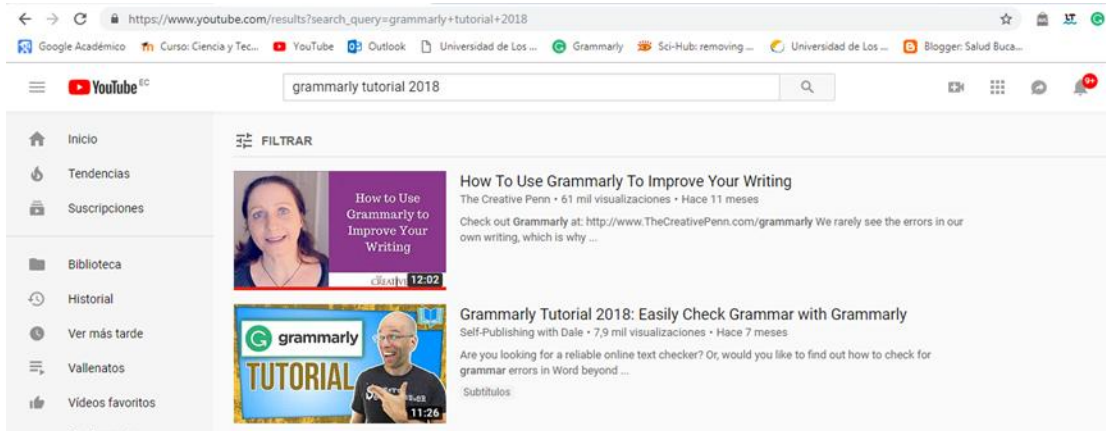 https://www.youtube.com/results?search_query=grammarly+tutorial+2018
Google Académico Curso: Ciencia y Tec... YouTube Outlook Universidad de Los ... Grammarly Sci-Hub: removing ... Universidad de Los ... Blogger: Salud Buca...
YouTube EC grammarly tutorial 2018 9+
Inicio
Tendencias
Suscripciones
Biblioteca
Historial
Ver más tarde
Vallenatos
Vídeos favoritos
FILTRAR
How to Use
Grammarly to
Improve Your
Writing
12:02
How To Use Grammarly To Improve Your Writing
The Creative Penn • 61 mil visualizaciones • Hace 11 meses
Check out Grammarly at: http://www.TheCreativePenn.com/grammarly We rarely see the errors in our
own writing, which is why ...
grammarly
TUTORIAL
11:26
Grammarly Tutorial 2018: Easily Check Grammar with Grammarly
Self-Publishing with Dale • 7,9 mil visualizaciones • Hace 7 meses
Are you looking for a reliable online text checker? Or, would you like to find out how to check for
grammar errors in Word beyond ...
Subtítulos